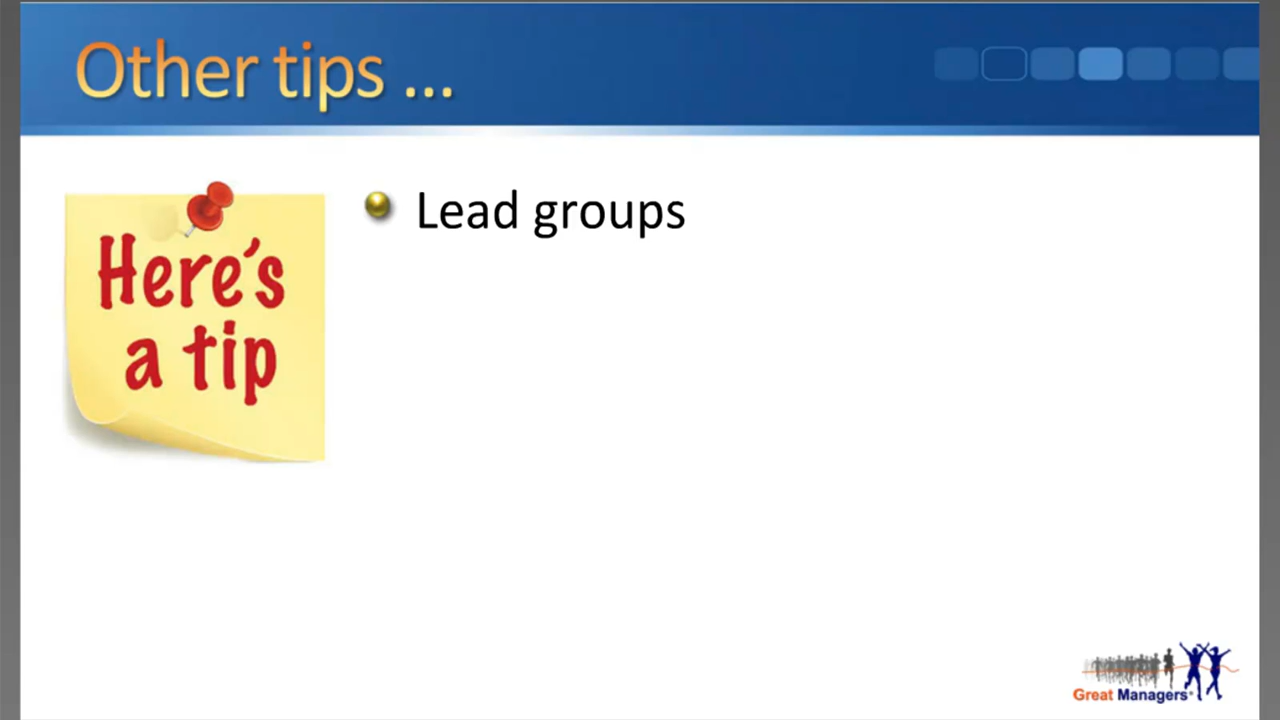 Other tips ...
Here's
a tip
Lead groups
Great Managers®